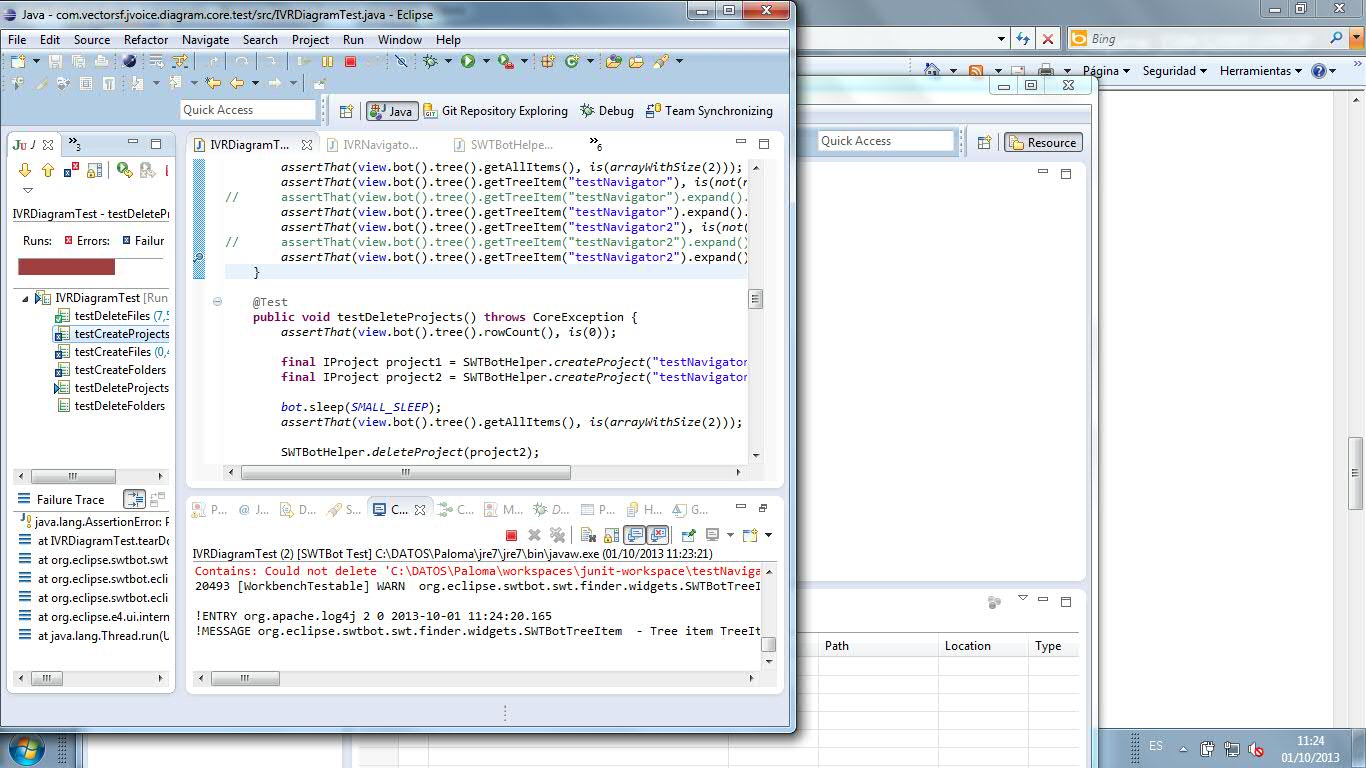 Java - com.vectorsf.jvoice.diagram.core.test/src/IVRDiagramTest.java - Eclipse
File Edit Source Refactor Navigate Search Project Run Window Help
Quick Access
Java Git Repository Exploring Debug Team Synchronizing
Ju J 3
IVRDiagramTest - testDeletePr
Runs: Errors: Failur
IVRDiagramTest [Run
testDeleteFiles (7,5
testCreateProjects
testCreateFiles (0,4
testCreateFolders
testDeleteProjects
testDeleteFolders
Failure Trace
java.lang.AssertionError: P
at IVRDiagramTest.tearDo
at org.eclipse.swtbot.swt
at org.eclipse.swtbot.ecli
at org.eclipse.swtbot.ecli
at org.eclipse.e4.ui.intern
at java.lang.Thread.run(U
IVRDiagramT... IVRNavigato... SWTBotHelpe... 6
assertThat(view.bot().tree().getAllItems(), is(arrayWithSize(2)));
assertThat(view.bot().tree().getTreeItem("testNavigator"), is(not(n
// assertThat(view.bot().tree().getTreeItem("testNavigator").expand().
assertThat(view.bot().tree().getTreeItem("testNavigator").expand().
assertThat(view.bot().tree().getTreeItem("testNavigator2"), is(not(
// assertThat(view.bot().tree().getTreeItem("testNavigator2").expand()
assertThat(view.bot().tree().getTreeItem("testNavigator2").expand()
}
@Test
public void testDeleteProjects() throws CoreException {
assertThat(view.bot().tree().rowCount(), is(0));
final IProject project1 = SWTBotHelper.createProject("testNavigator
final IProject project2 = SWTBotHelper.createProject("testNavigator
bot.sleep(SMALL_SLEEP);
assertThat(view.bot().tree().getAllItems(), is(arrayWithSize(2)));
SWTBotHelper.deleteProject(project2);
P... @ J... D... S... C... C... M... D... P... H... G...
IVRDiagramTest (2) [SWTBot Test] C:\DATOS\Paloma\jre7\jre7\bin\javaw.exe (01/10/2013 11:23:21)
Contains: Could not delete 'C:\DATOS\Paloma\workspaces\junit-workspace\testNaviga
20493 [WorkbenchTestable] WARN org.eclipse.swtbot.swt.finder.widgets.SWTBotTreeI
!ENTRY org.apache.log4j 2 0 2013-10-01 11:24:20.165
!MESSAGE org.eclipse.swtbot.swt.finder.widgets.SWTBotTreeItem - Tree item TreeIt
Bing
Página Seguridad Herramientas
Quick Access
Resource
Path Location Type
ES
11:24
01/10/2013